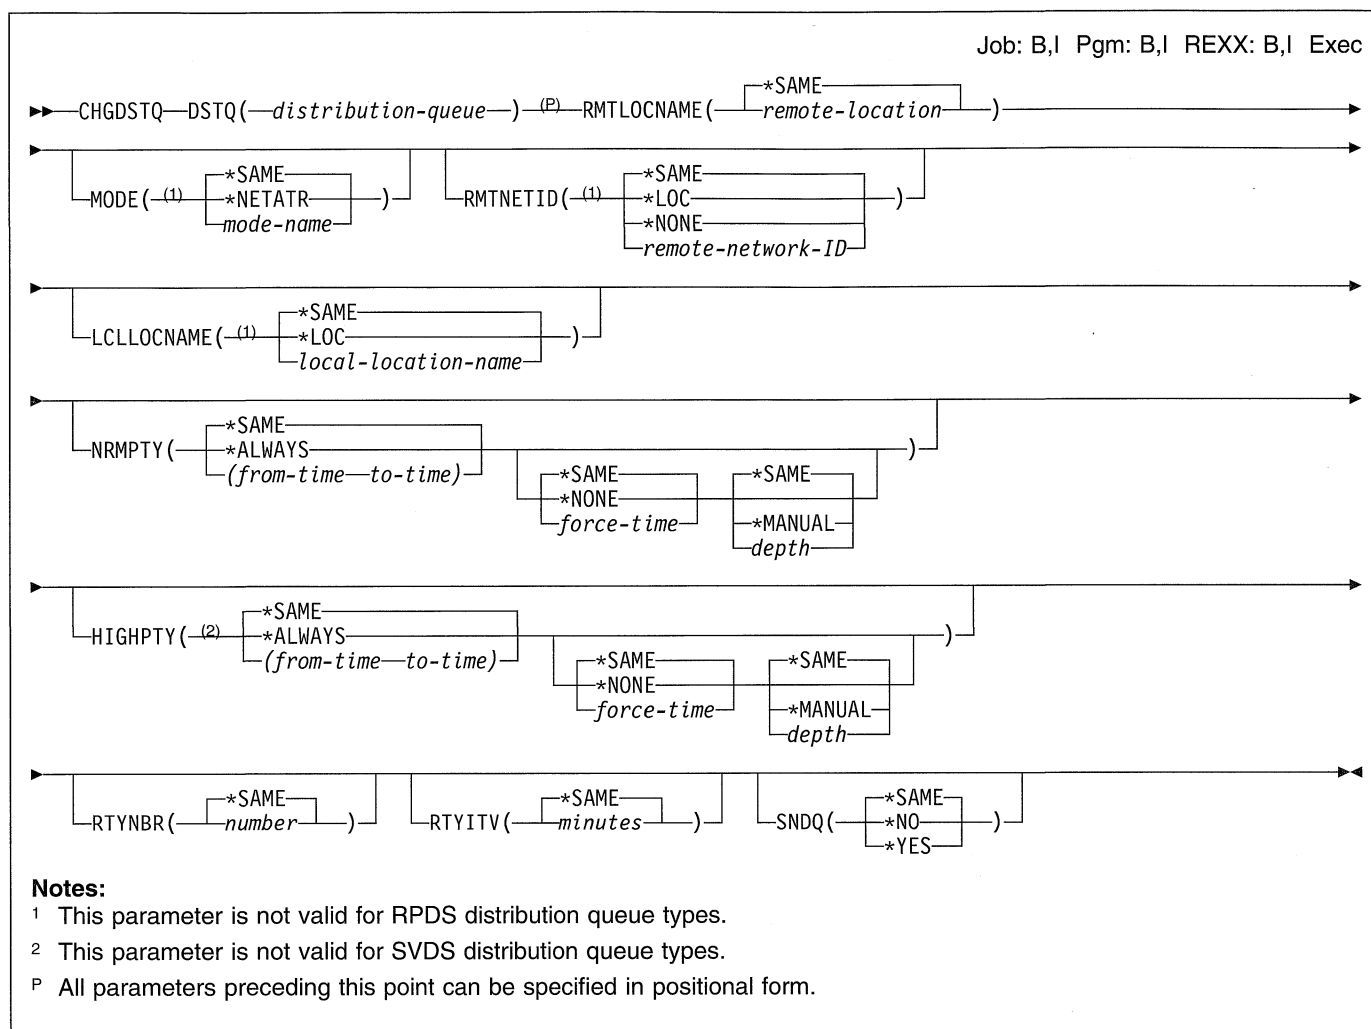 Job: B,I Pgm: B,I REXX: B,I Exec
CHGDSTQ DSTQ( distribution-queue ) (P) RMTLOCNAME( *SAME remote-location )
MODE( (1) *SAME *NETATR mode-name )
RMTNETID( (1) *SAME *LOC *NONE remote-network-ID )
LCLLOCNAME( (1) *SAME *LOC local-location-name )
NRMPTY( *SAME *ALWAYS (from-time to-time) *SAME *NONE force-time *SAME *MANUAL depth )
HIGHPTY( (2) *SAME *ALWAYS (from-time to-time) *SAME *NONE force-time *SAME *MANUAL depth )
RTYNBR( *SAME number )
RTYITV( *SAME minutes )
SNDQ( *SAME *NO *YES )
Notes:
1 This parameter is not valid for RPDS distribution queue types.
2 This parameter is not valid for SVDS distribution queue types.
P All parameters preceding this point can be specified in positional form.